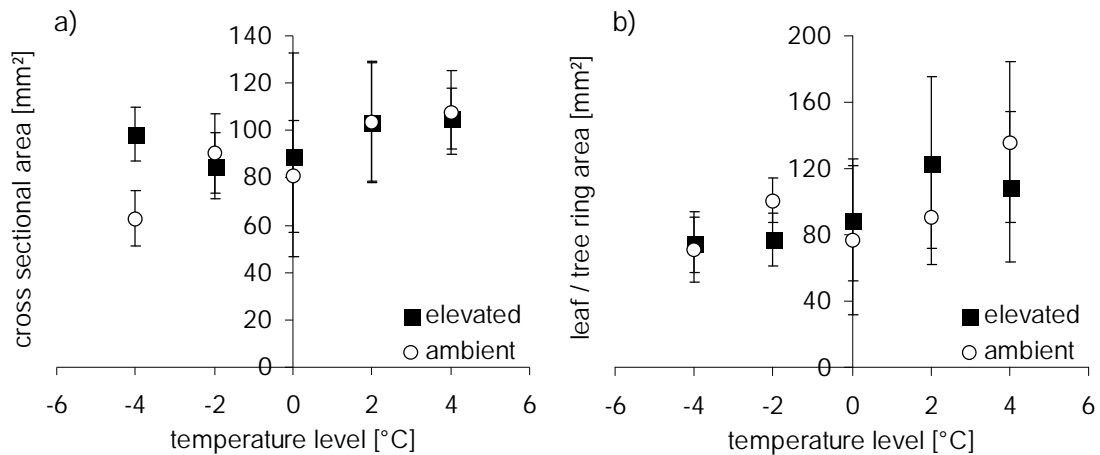 a)
cross sectional area [mm²]
140
120
100
80
60
40
20
0
elevated
ambient
-6 -4 -2 0 2 4 6
temperature level [°C]
b)
leaf / tree ring area [mm²]
200
160
120
80
40
0
elevated
ambient
-6 -4 -2 0 2 4 6
temperature level [°C]